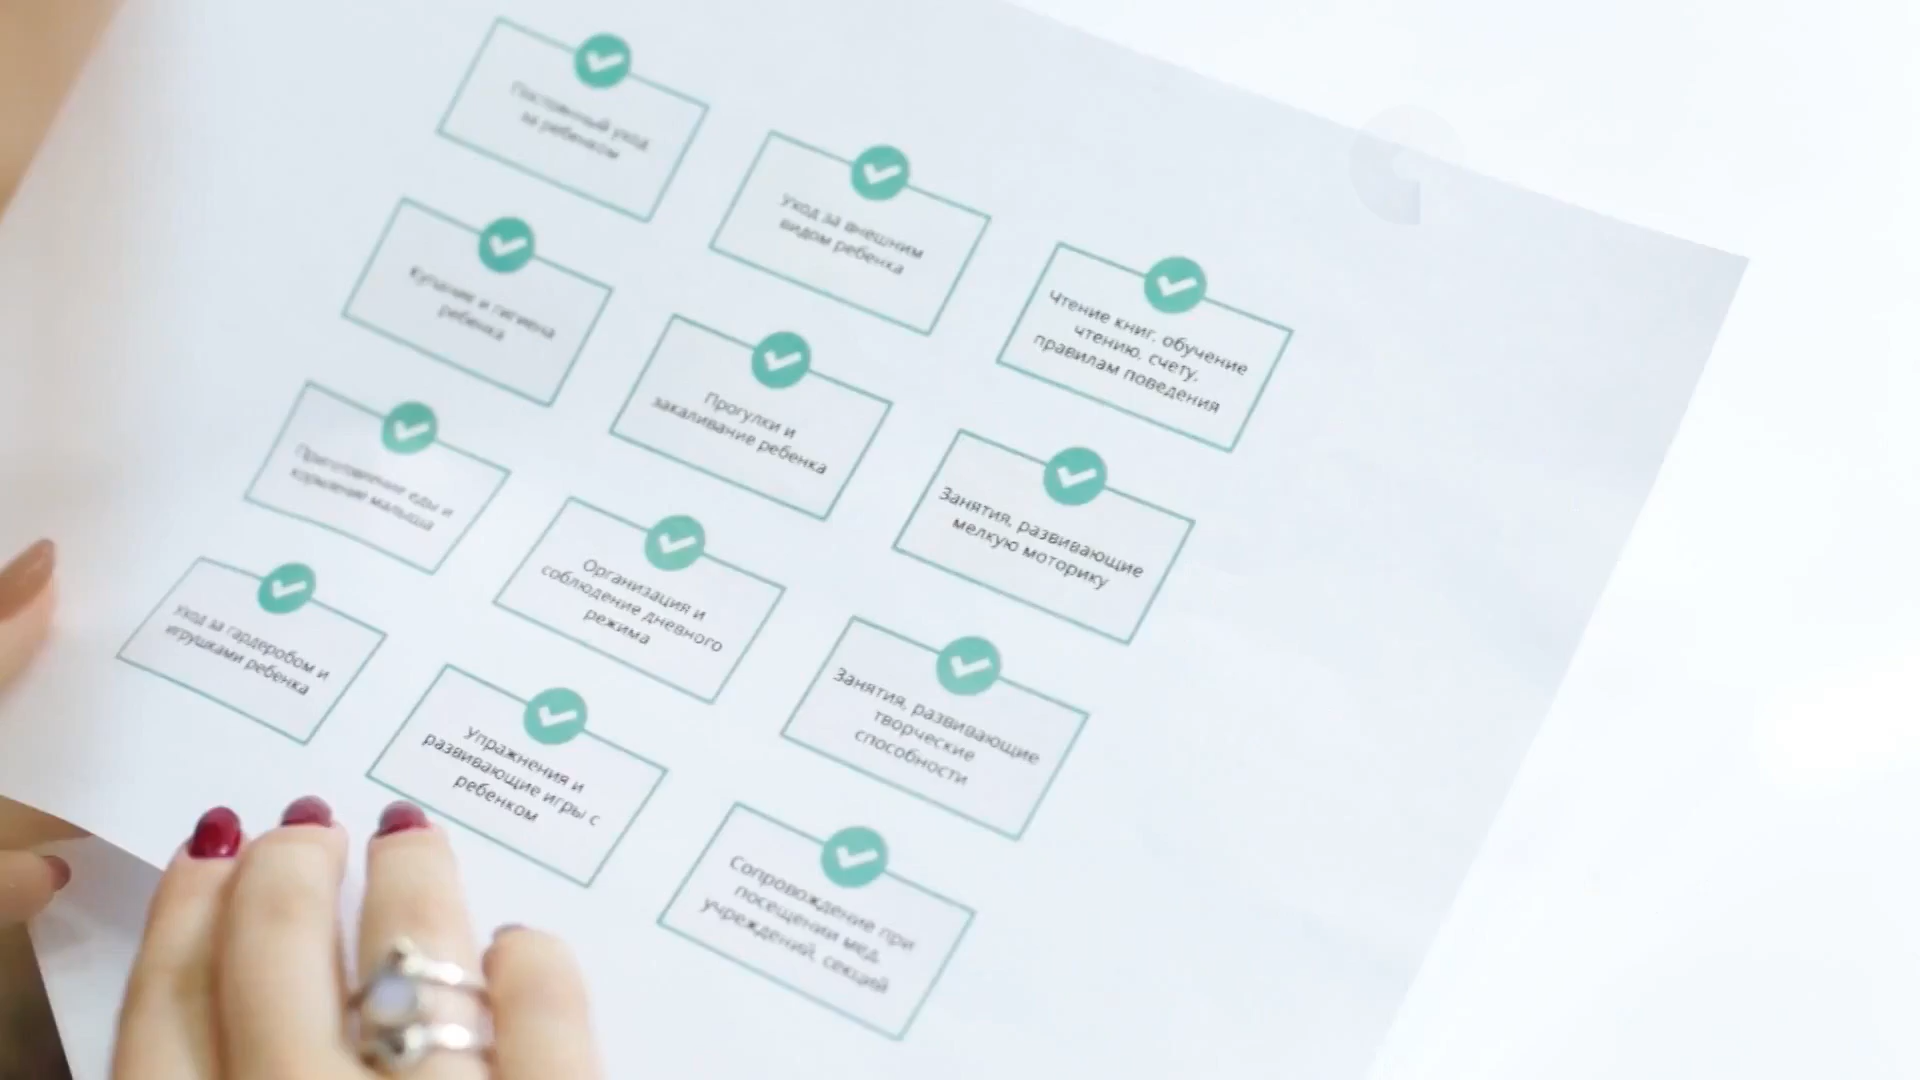 Постоянный уход
за ребенком
Уход за внешним
видом ребенка
Чтение книг, обучение
чтению, счету,
правилам поведения
Купание и гигиена
ребенка
Прогулки и
закаливание ребенка
Занятия, развивающие
мелкую моторику
Приготовление еды и
кормление малыша
Организация и
соблюдение дневного
режима
Занятия, развивающие
творческие
способности
Уход за гардеробом и
игрушками ребенка
Упражнения и
развивающие игры с
ребенком
Сопровождение при
посещении мед.
учреждений, секций